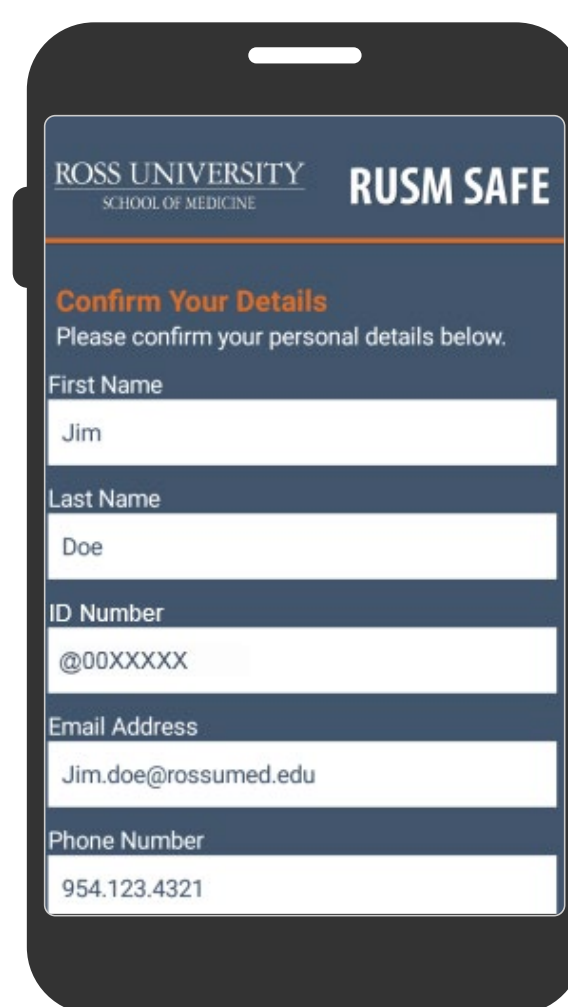 ROSS UNIVERSITY
SCHOOL OF MEDICINE
RUSM SAFE
Confirm Your Details
Please confirm your personal details below.
First Name
Jim
Last Name
Doe
ID Number
@00XXXXX
Email Address
Jim.doe@rossumed.edu
Phone Number
954.123.4321